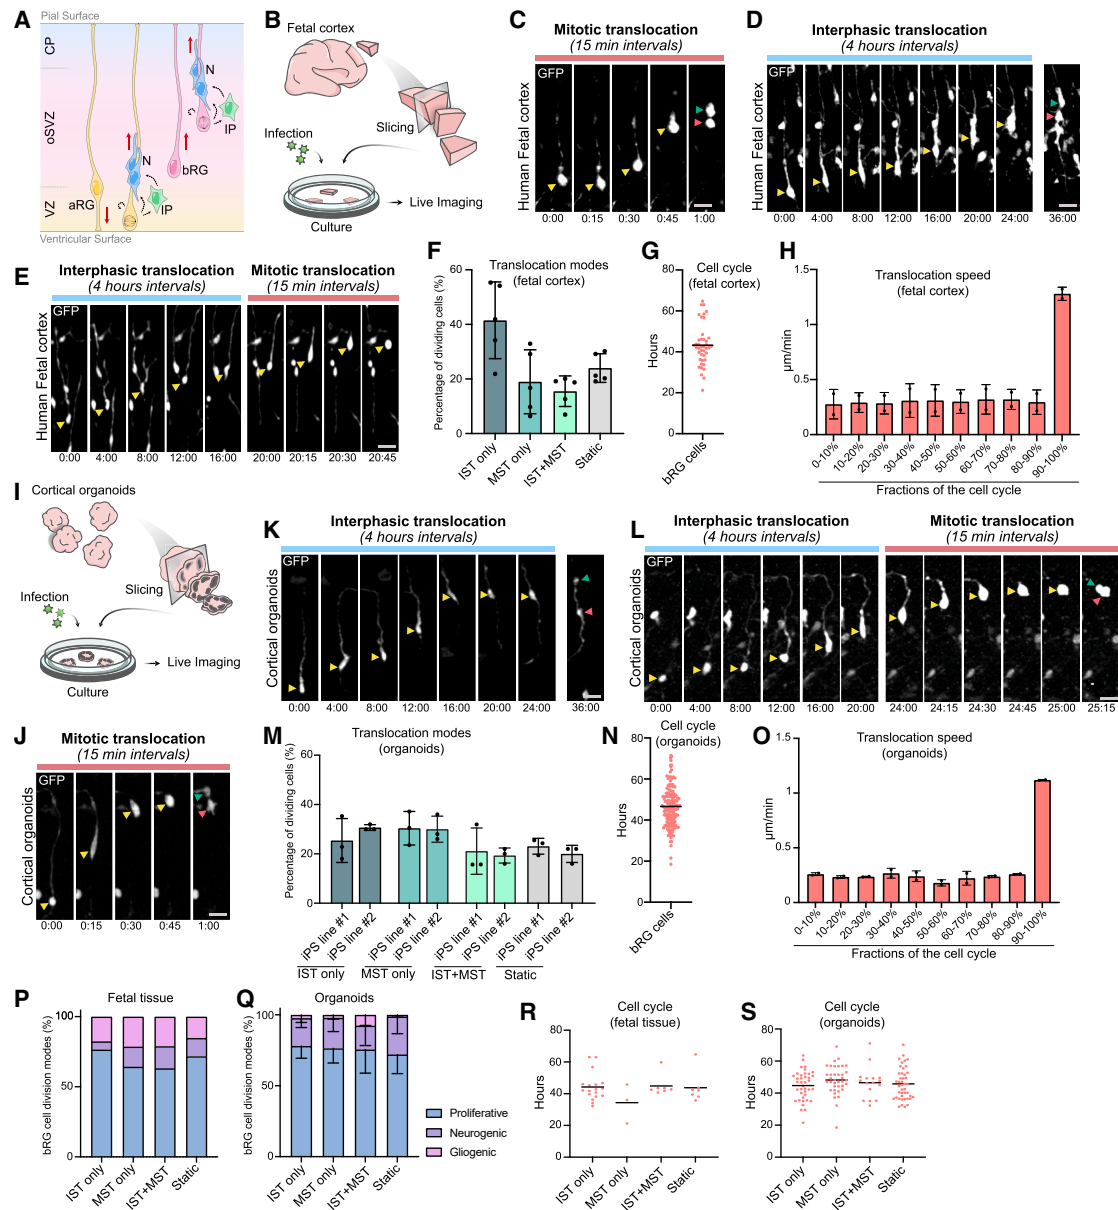 A
Pial Surface
CP
oSVZ
VZ
N
IP
bRG
N
aRG
IP
Ventricular Surface
B
Fetal cortex
Slicing
Infection
Culture
Live Imaging
C
Mitotic translocation
(15 min intervals)
GFP
Human Fetal cortex
0:00 0:15 0:30 0:45 1:00
D
Interphasic translocation
(4 hours intervals)
GFP
Human Fetal cortex
0:00 4:00 8:00 12:00 16:00 20:00 24:00 36:00
E
Interphasic translocation
(4 hours intervals)
Mitotic translocation
(15 min intervals)
GFP
Human Fetal cortex
0:00 4:00 8:00 12:00 16:00 20:00 20:15 20:30 20:45
F
Translocation modes
(fetal cortex)
Percentage of dividing cells (%)
60
40
20
0
IST only
MST only
IST+MST
Static
G
Cell cycle
(fetal cortex)
Hours
80
60
40
20
0
bRG cells
H
Translocation speed
(fetal cortex)
µm/min
1.5
1
0.5
0
0-10%
10-20%
20-30%
30-40%
40-50%
50-60%
60-70%
70-80%
80-90%
90-100%
Fractions of the cell cycle
I
Cortical organoids
Slicing
Infection
Culture
Live Imaging
J
Mitotic translocation
(15 min intervals)
GFP
Cortical organoids
0:00 0:15 0:30 0:45 1:00
K
Interphasic translocation
(4 hours intervals)
GFP
Cortical organoids
0:00 4:00 8:00 12:00 16:00 20:00 24:00 36:00
L
Interphasic translocation
(4 hours intervals)
Mitotic translocation
(15 min intervals)
GFP
Cortical organoids
0:00 4:00 8:00 12:00 16:00 20:00 24:00 24:15 24:30 24:45 25:00 25:15
M
Translocation modes
(organoids)
Percentage of dividing cells (%)
60
40
20
0
iPS line #1
iPS line #2
iPS line #1
iPS line #2
iPS line #1
iPS line #2
iPS line #1
iPS line #2
IST only
MST only
IST+MST
Static
N
Cell cycle
(organoids)
Hours
80
60
40
20
0
bRG cells
O
Translocation speed
(organoids)
µm/min
1.5
1
0.5
0
0-10%
10-20%
20-30%
30-40%
40-50%
50-60%
60-70%
70-80%
80-90%
90-100%
Fractions of the cell cycle
P
Fetal tissue
bRG cell division modes (%)
100
50
0
IST only
MST only
IST+MST
Static
Q
Organoids
bRG cell division modes (%)
100
50
0
IST only
MST only
IST+MST
Static
Proliferative
Neurogenic
Gliogenic
R
Cell cycle
(fetal tissue)
Hours
80
60
40
20
0
IST only
MST only
IST+MST
Static
S
Cell cycle
(organoids)
Hours
80
60
40
20
0
IST only
MST only
IST+MST
Static